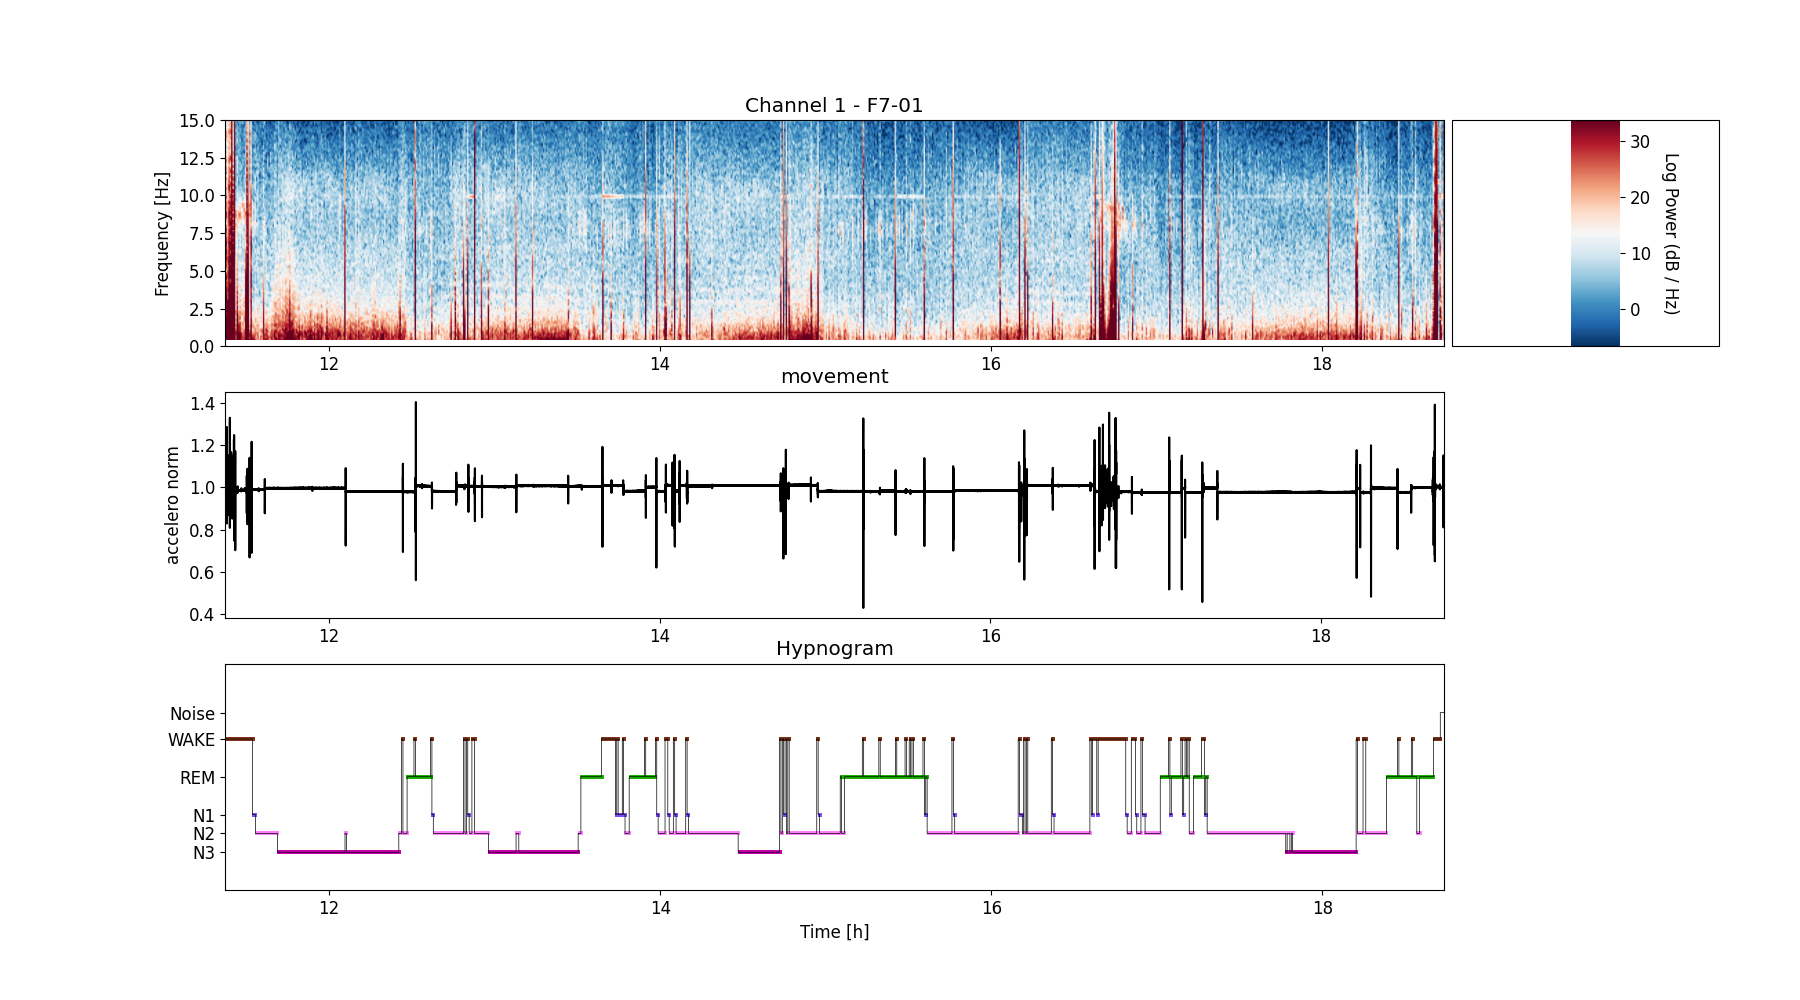 Channel 1 - F7-01
15.0
12.5
10.0
7.5
5.0
2.5
0.0
Frequency [Hz]
12 14 16 18
30
20
10
0
Log Power (dB / Hz)
movement
1.4
1.2
1.0
0.8
0.6
0.4
accelero norm
12 14 16 18
Hypnogram
Noise
WAKE
REM
N1
N2
N3
12 14 16 18
Time [h]